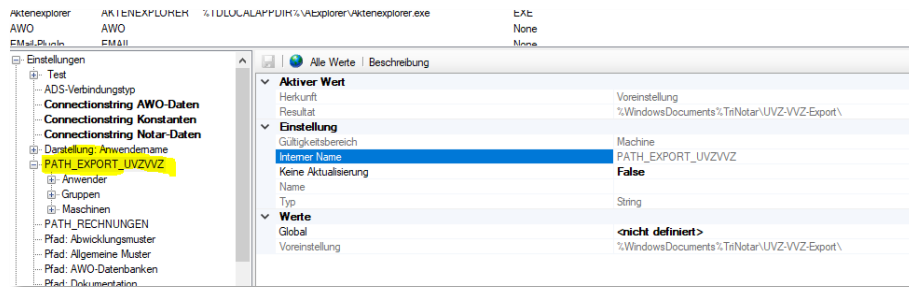 Aktenexplorer AKTENEXPLORER %TDLOCALAPPDIR%\AExplorer\Aktenexplorer.exe EXE
AWO AWO None
EMail-PlugIn EMAIL None
Einstellungen
Test
ADS-Verbindungstyp
Connectionstring AWO-Daten
Connectionstring Konstanten
Connectionstring Notar-Daten
Darstellung: Anwendername
PATH_EXPORT_UVZVVZ
Anwender
Gruppen
Maschinen
PATH_RECHNUNGEN
Pfad: Abwicklungsmuster
Pfad: Allgemeine Muster
Pfad: AWO-Datenbanken
Pfad: Dokumentation
Alle Werte Beschreibung
Aktiver Wert
Herkunft Voreinstellung
Resultat %WindowsDocuments%TriNotar\UVZ-VVZ-Export\
Einstellung
Gültigkeitsbereich Machine
Interner Name PATH_EXPORT_UVZVVZ
Keine Aktualisierung False
Name
Typ String
Werte
Global <nicht definiert>
Voreinstellung %WindowsDocuments%TriNotar\UVZ-VVZ-Export\